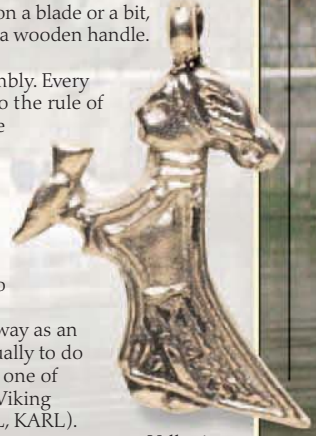 on a blade or a bit,
a wooden handle.
mbly. Every
o the rule of
e
o
way as an
ually to do
one of
Viking
L, KARL).